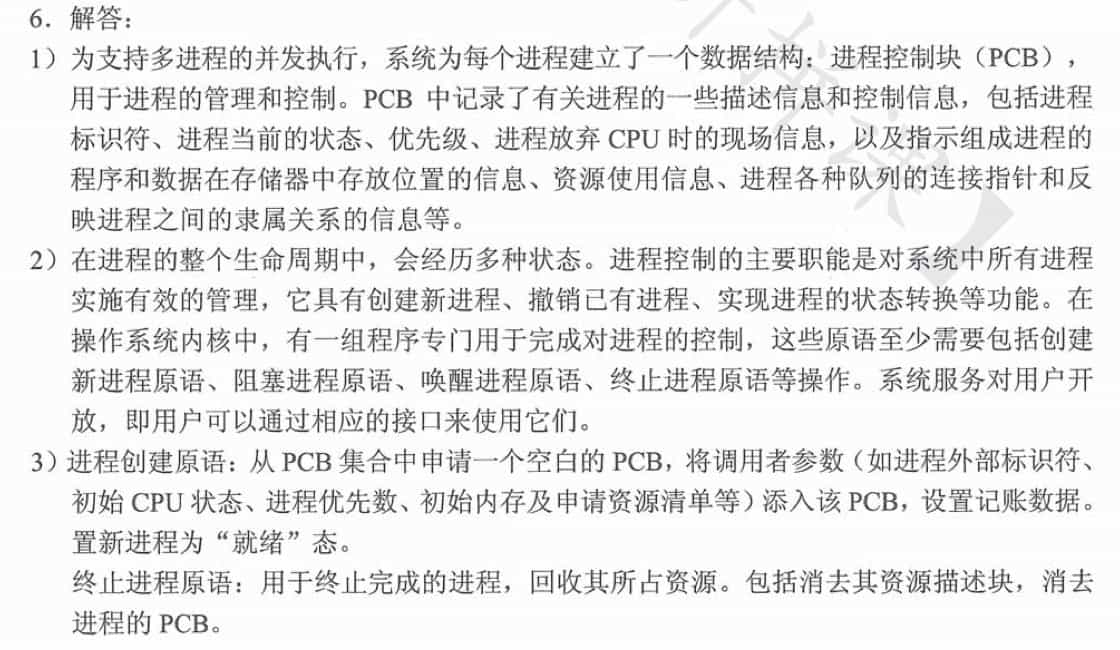 6．解答：
1）为支持多进程的并发执行，系统为每个进程建立了一个数据结构：进程控制块（PCB），
用于进程的管理和控制。PCB 中记录了有关进程的一些描述信息和控制信息，包括进程
标识符、进程当前的状态、优先级、进程放弃 CPU 时的现场信息，以及指示组成进程的
程序和数据在存储器中存放位置的信息、资源使用信息、进程各种队列的连接指针和反
映进程之间的隶属关系的信息等。
2）在进程的整个生命周期中，会经历多种状态。进程控制的主要职能是对系统中所有进程
实施有效的管理，它具有创建新进程、撤销已有进程、实现进程的状态转换等功能。在
操作系统内核中，有一组程序专门用于完成对进程的控制，这些原语至少需要包括创建
新进程原语、阻塞进程原语、唤醒进程原语、终止进程原语等操作。系统服务对用户开
放，即用户可以通过相应的接口来使用它们。
3）进程创建原语：从 PCB 集合中申请一个空白的 PCB，将调用者参数（如进程外部标识符、
初始 CPU 状态、进程优先数、初始内存及申请资源清单等）添入该 PCB，设置记账数据。
置新进程为“就绪”态。
终止进程原语：用于终止完成的进程，回收其所占资源。包括消去其资源描述块，消去
进程的 PCB。